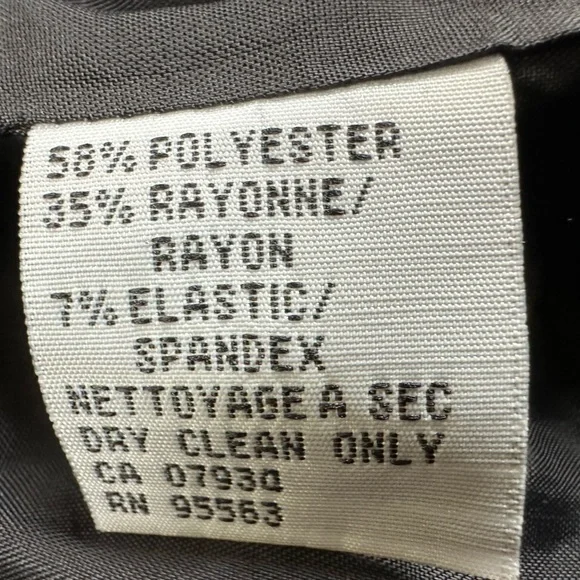 58% POLYESTER
35% RAYONNE/
RAYON
7% ELASTIC/
SPANDEX
NETTOYAGE A SEC
DRY CLEAN ONLY
CA 07930
RN 95563